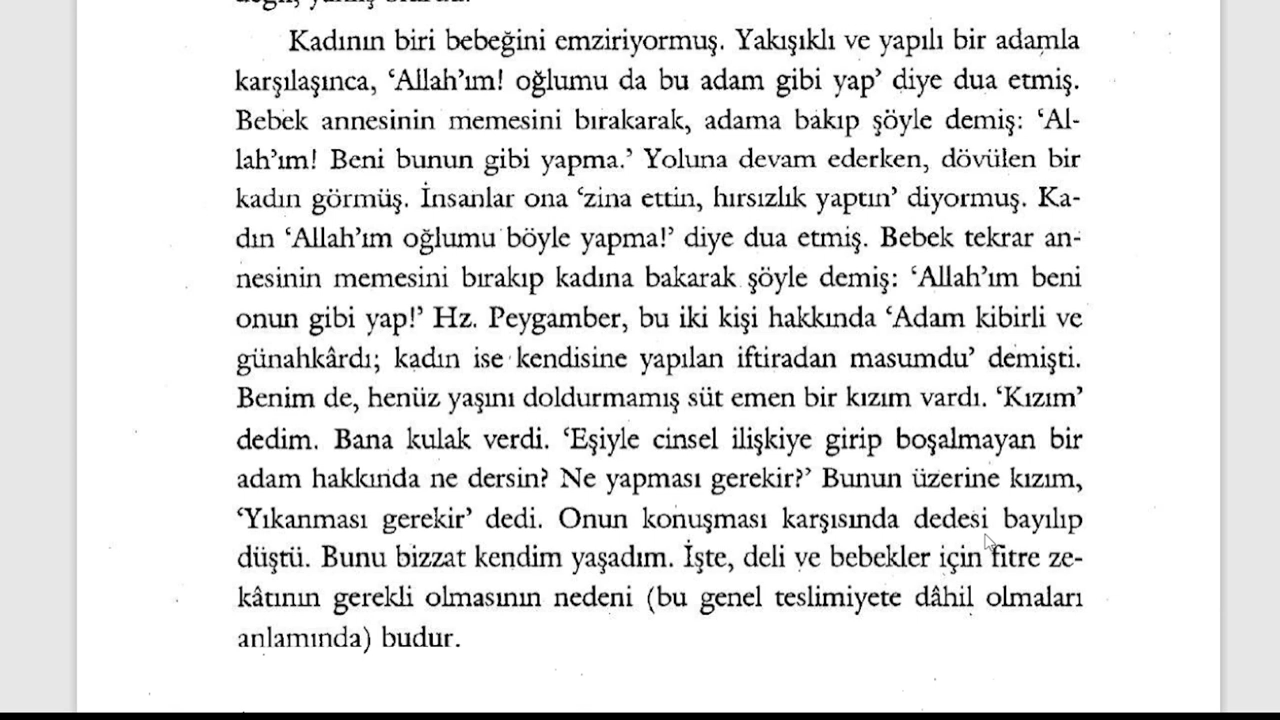 Kadının biri bebeğini emziriyormuş. Yakışıklı ve yapılı bir adamla
karşılaşınca, ‘Allah’ım! oğlumu da bu adam gibi yap’ diye dua etmiş.
Bebek annesinin memesini bırakarak, adama bakıp şöyle demiş: ‘Al-
lah’ım! Beni bunun gibi yapma.’ Yoluna devam ederken, dövülen bir
kadın görmüş. İnsanlar ona ‘zina ettin, hırsızlık yaptın’ diyormuş. Ka-
dın ‘Allah’ım oğlumu böyle yapma!’ diye dua etmiş. Bebek tekrar an-
nesinin memesini bırakıp kadına bakarak şöyle demiş: ‘Allah’ım beni
onun gibi yap!’ Hz. Peygamber, bu iki kişi hakkında ‘Adam kibirli ve
günahkârdı; kadın ise kendisine yapılan iftiradan masumdu’ demişti.
Benim de, henüz yaşını doldurmamış süt emen bir kızım vardı. ‘Kızım’
dedim. Bana kulak verdi. ‘Eşiyle cinsel ilişkiye girip boşalmayan bir
adam hakkında ne dersin? Ne yapması gerekir?’ Bunun üzerine kızım,
‘Yıkanması gerekir’ dedi. Onun konuşması karşısında dedesi bayılıp
düştü. Bunu bizzat kendim yaşadım. İşte, deli ve bebekler için fitre ze-
kâtının gerekli olmasının nedeni (bu genel teslimiyete dâhil olmaları
anlamında) budur.